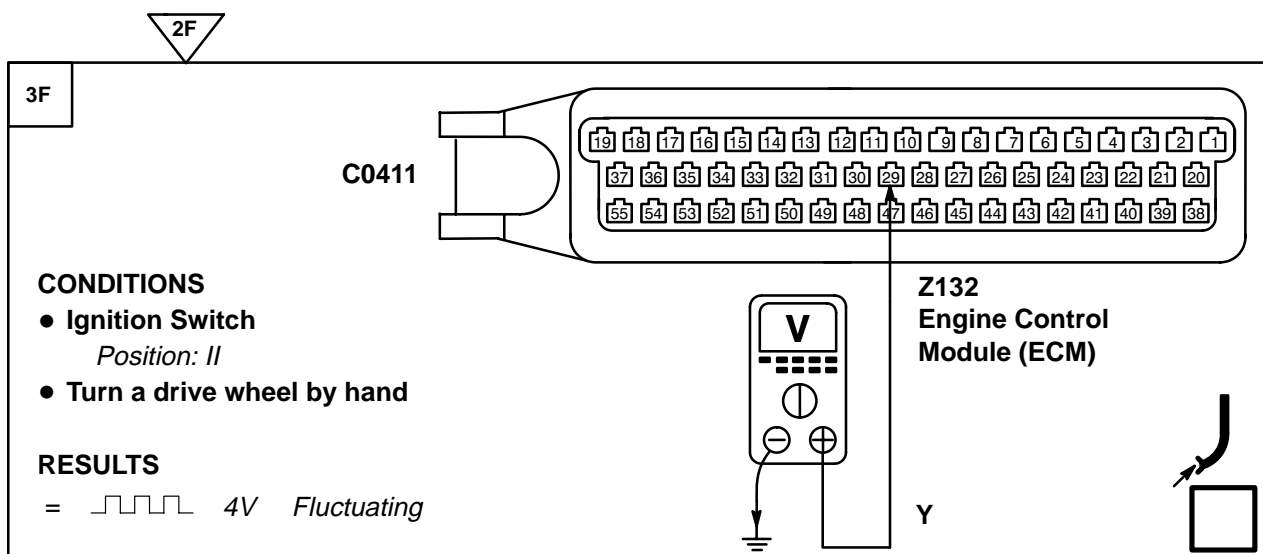 2F
3F
C0411
19 18 17 16 15 14 13 12 11 10 9 8 7 6 5 4 3 2 1
37 36 35 34 33 32 31 30 29 28 27 26 25 24 23 22 21 20
55 54 53 52 51 50 49 48 47 46 45 44 43 42 41 40 39 38
CONDITIONS
● Ignition Switch
Position: II
● Turn a drive wheel by hand
RESULTS
= 4V Fluctuating
V
Z132
Engine Control
Module (ECM)
Y